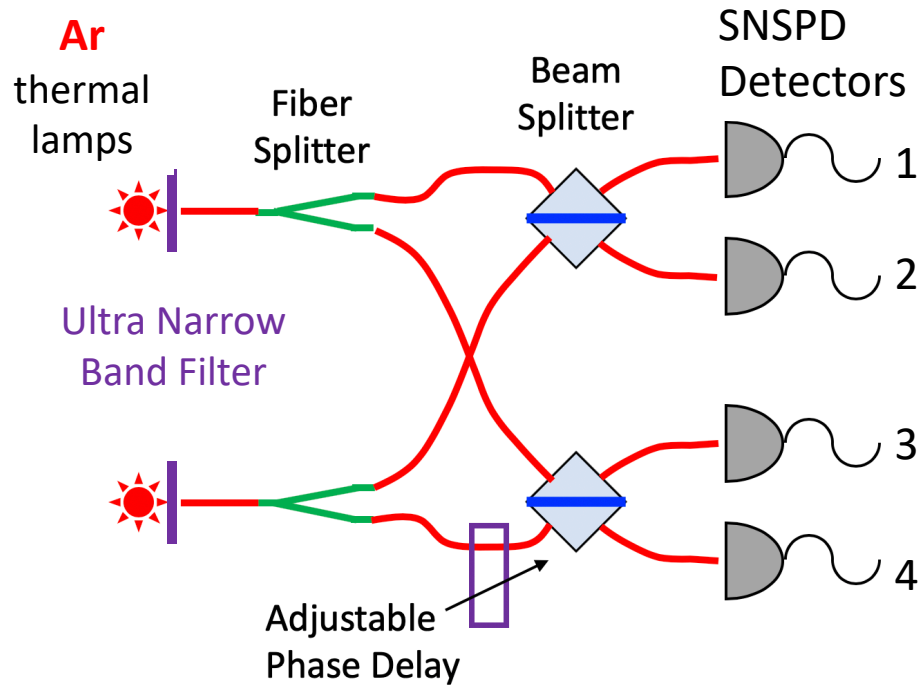 Ar
thermal
lamps
Fiber
Splitter
Beam
Splitter
SNSPD
Detectors
1
2
Ultra Narrow
Band Filter
3
4
Adjustable
Phase Delay